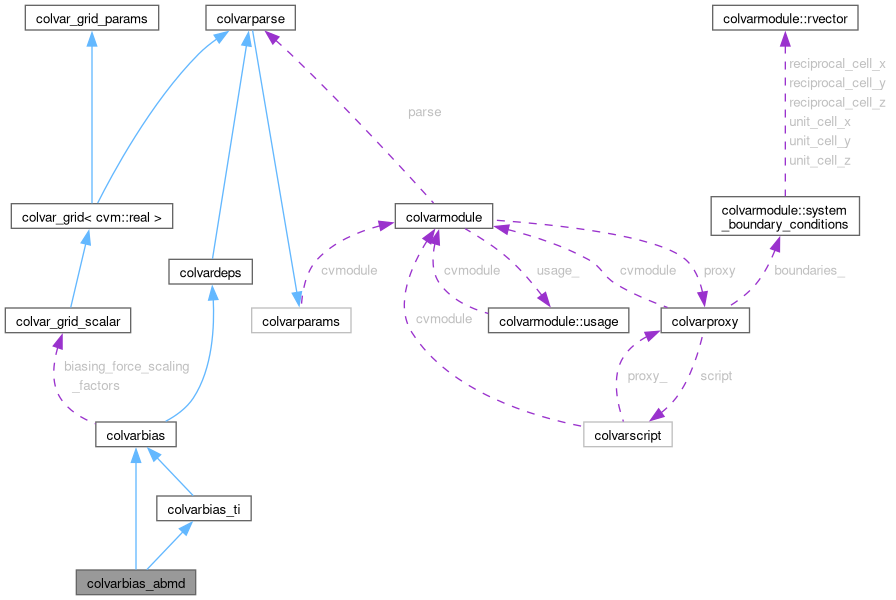 colvar_grid_params
colvarparse
colvarmodule::rvector
reciprocal_cell_x
reciprocal_cell_y
reciprocal_cell_z
unit_cell_x
unit_cell_y
unit_cell_z
parse
colvar_grid< cvm::real >
colvarmodule
colvarmodule::system
_boundary_conditions
colvardeps
cvmodule
cvmodule
usage_
cvmodule
proxy
boundaries_
colvar_grid_scalar
colvarparams
cvmodule
colvarmodule::usage
colvarproxy
biasing_force_scaling
_factors
proxy_
script
colvarbias
colvarscript
colvarbias_ti
colvarbias_abmd